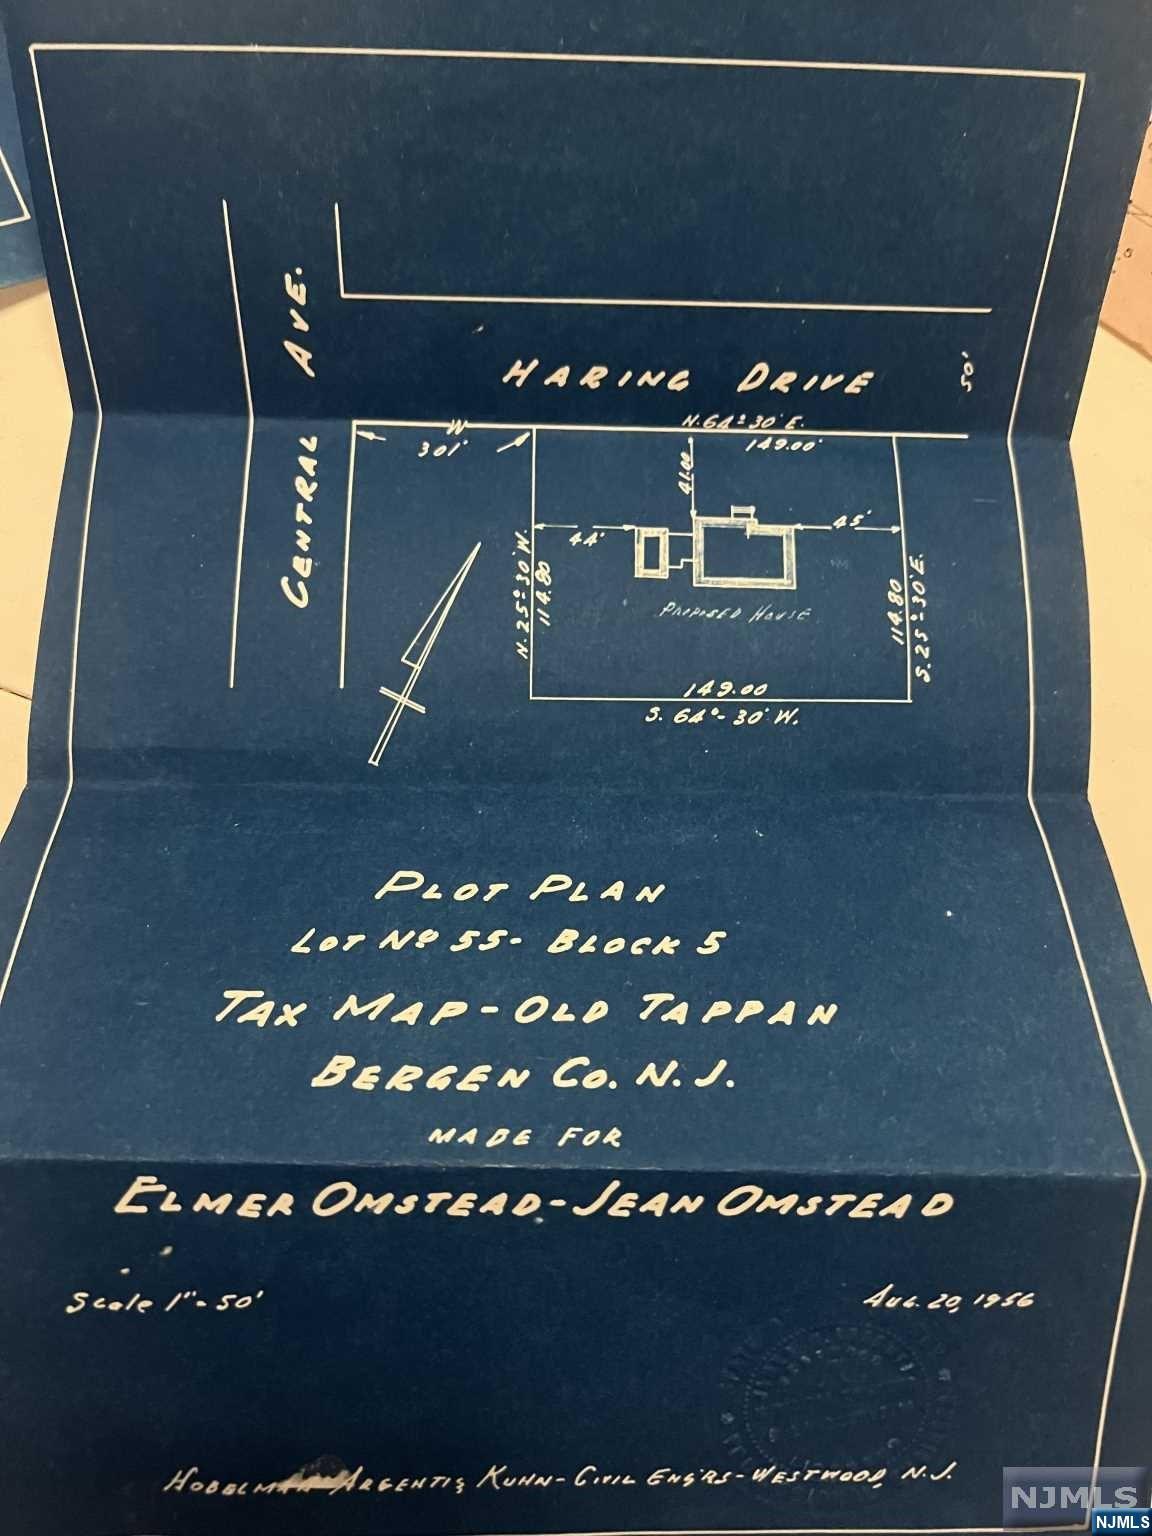 CENTRAL AVE.
HARING DRIVE
50'
N. 64°30' E.
149.00'
301'
41.00
44'
45'
N. 25°30' W.
114.80
114.80
S. 25°30' E.
PROPOSED HOUSE
149.00
S. 64°-30' W.
PLOT PLAN
LOT Nº 55- BLOCK 5
TAX MAP-OLD TAPPAN
BERGEN CO. N. J.
MADE FOR
ELMER OMSTEAD-JEAN OMSTEAD
Scale 1"=50'
AUG. 20, 1956
HOBELMAN ARGENTI & KUHN-CIVIL ENG'RS-WESTWOOD, N.J.
NJMLS
NJMLS